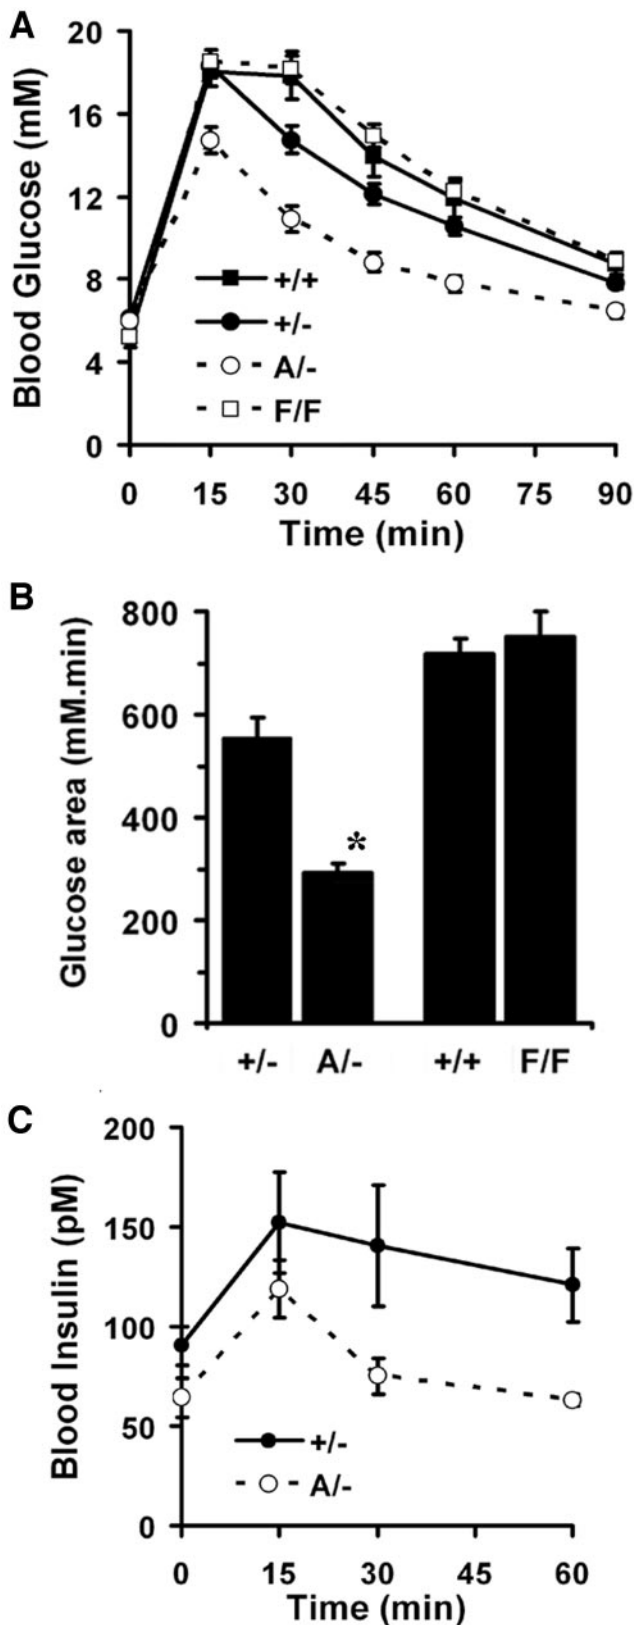 A
Blood Glucose (mM)
20
16
12
8
4
0
+/+
+/-
A/-
F/F
0 15 30 45 60 75 90
Time (min)
B
Glucose area (mM.min)
800
600
400
200
0
*
+/- A/- +/+ F/F
C
Blood Insulin (pM)
200
150
100
50
0
+/-
A/-
0 15 30 45 60
Time (min)